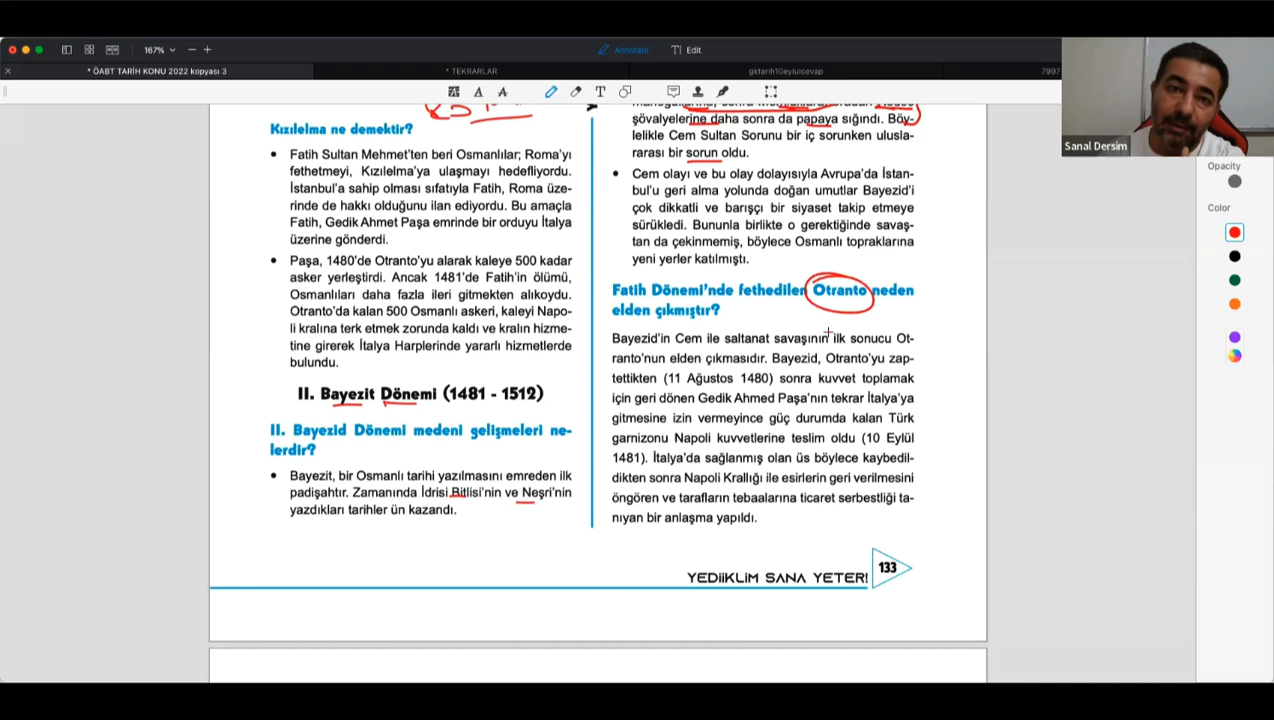 167%
Annotate
Edit
* ÖABT TARİH KONU 2022 kopyası 3
* TEKRARLAR
gktarih10eylulcevap
7997
Sanal Dersim
Opacity
Color
Kızılelma ne demektir?
• Fatih Sultan Mehmet'ten beri Osmanlılar; Roma'yı
fethetmeyi, Kızılelma'ya ulaşmayı hedefliyordu.
İstanbul'a sahip olması sıfatıyla Fatih, Roma üze-
rinde de hakkı olduğunu ilan ediyordu. Bu amaçla
Fatih, Gedik Ahmet Paşa emrinde bir orduyu İtalya
üzerine gönderdi.
• Paşa, 1480'de Otranto'yu alarak kaleye 500 kadar
asker yerleştirdi. Ancak 1481'de Fatih'in ölümü,
Osmanlıları daha fazla ileri gitmekten alıkoydu.
Otranto'da kalan 500 Osmanlı askeri, kaleyi Napo-
li kralına terk etmek zorunda kaldı ve kralın hizme-
tine girerek İtalya Harplerinde yararlı hizmetlerde
bulundu.
II. Bayezit Dönemi (1481 - 1512)
II. Bayezid Dönemi medeni gelişmeleri ne-
lerdir?
• Bayezit, bir Osmanlı tarihi yazılmasını emreden ilk
padişahtır. Zamanında İdrisi Bitlisi'nin ve Neşri'nin
yazdıkları tarihler ün kazandı.
şövalyelerine daha sonra da papaya sığındı. Böy-
lelikle Cem Sultan Sorunu bir iç sorunken ulusla-
rarası bir sorun oldu.
• Cem olayı ve bu olay dolayısıyla Avrupa'da İstan-
bul'u geri alma yolunda doğan umutlar Bayezid'i
çok dikkatli ve barışçı bir siyaset takip etmeye
sürükledi. Bununla birlikte o gerektiğinde savaş-
tan da çekinmemiş, böylece Osmanlı topraklarına
yeni yerler katılmıştı.
Fatih Dönemi'nde fethedilen Otranto neden
elden çıkmıştır?
Bayezid'in Cem ile saltanat savaşının ilk sonucu Ot-
ranto'nun elden çıkmasıdır. Bayezid, Otranto'yu zap-
tettikten (11 Ağustos 1480) sonra kuvvet toplamak
için geri dönen Gedik Ahmed Paşa'nın tekrar İtalya'ya
gitmesine izin vermeyince güç durumda kalan Türk
garnizonu Napoli kuvvetlerine teslim oldu (10 Eylül
1481). İtalya'da sağlanmış olan üs böylece kaybedil-
dikten sonra Napoli Krallığı ile esirlerin geri verilmesini
öngören ve tarafların tebaalarına ticaret serbestliği ta-
nıyan bir anlaşma yapıldı.
YEDiiKLiM SANA YETER!
133